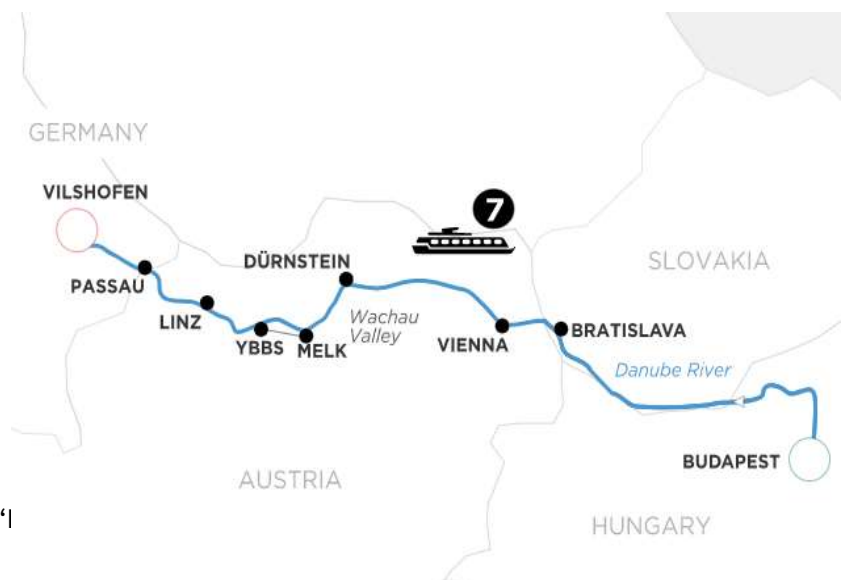 GERMANY
VILSHOFEN
7
DÜRNSTEIN
SLOVAKIA
PASSAU
LINZ
Wachau
Valley
YBBS
MELK
VIENNA
BRATISLAVA
Danube River
BUDAPEST
AUSTRIA
HUNGARY